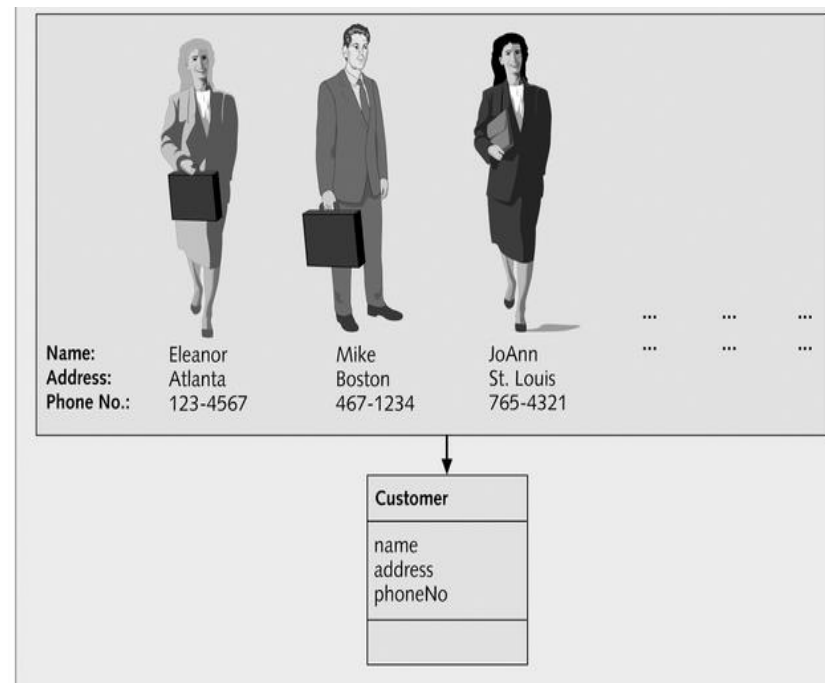 ... ... ...
Name: Eleanor Mike JoAnn ... ... ...
Address: Atlanta Boston St. Louis
Phone No.: 123-4567 467-1234 765-4321
Customer
name
address
phoneNo